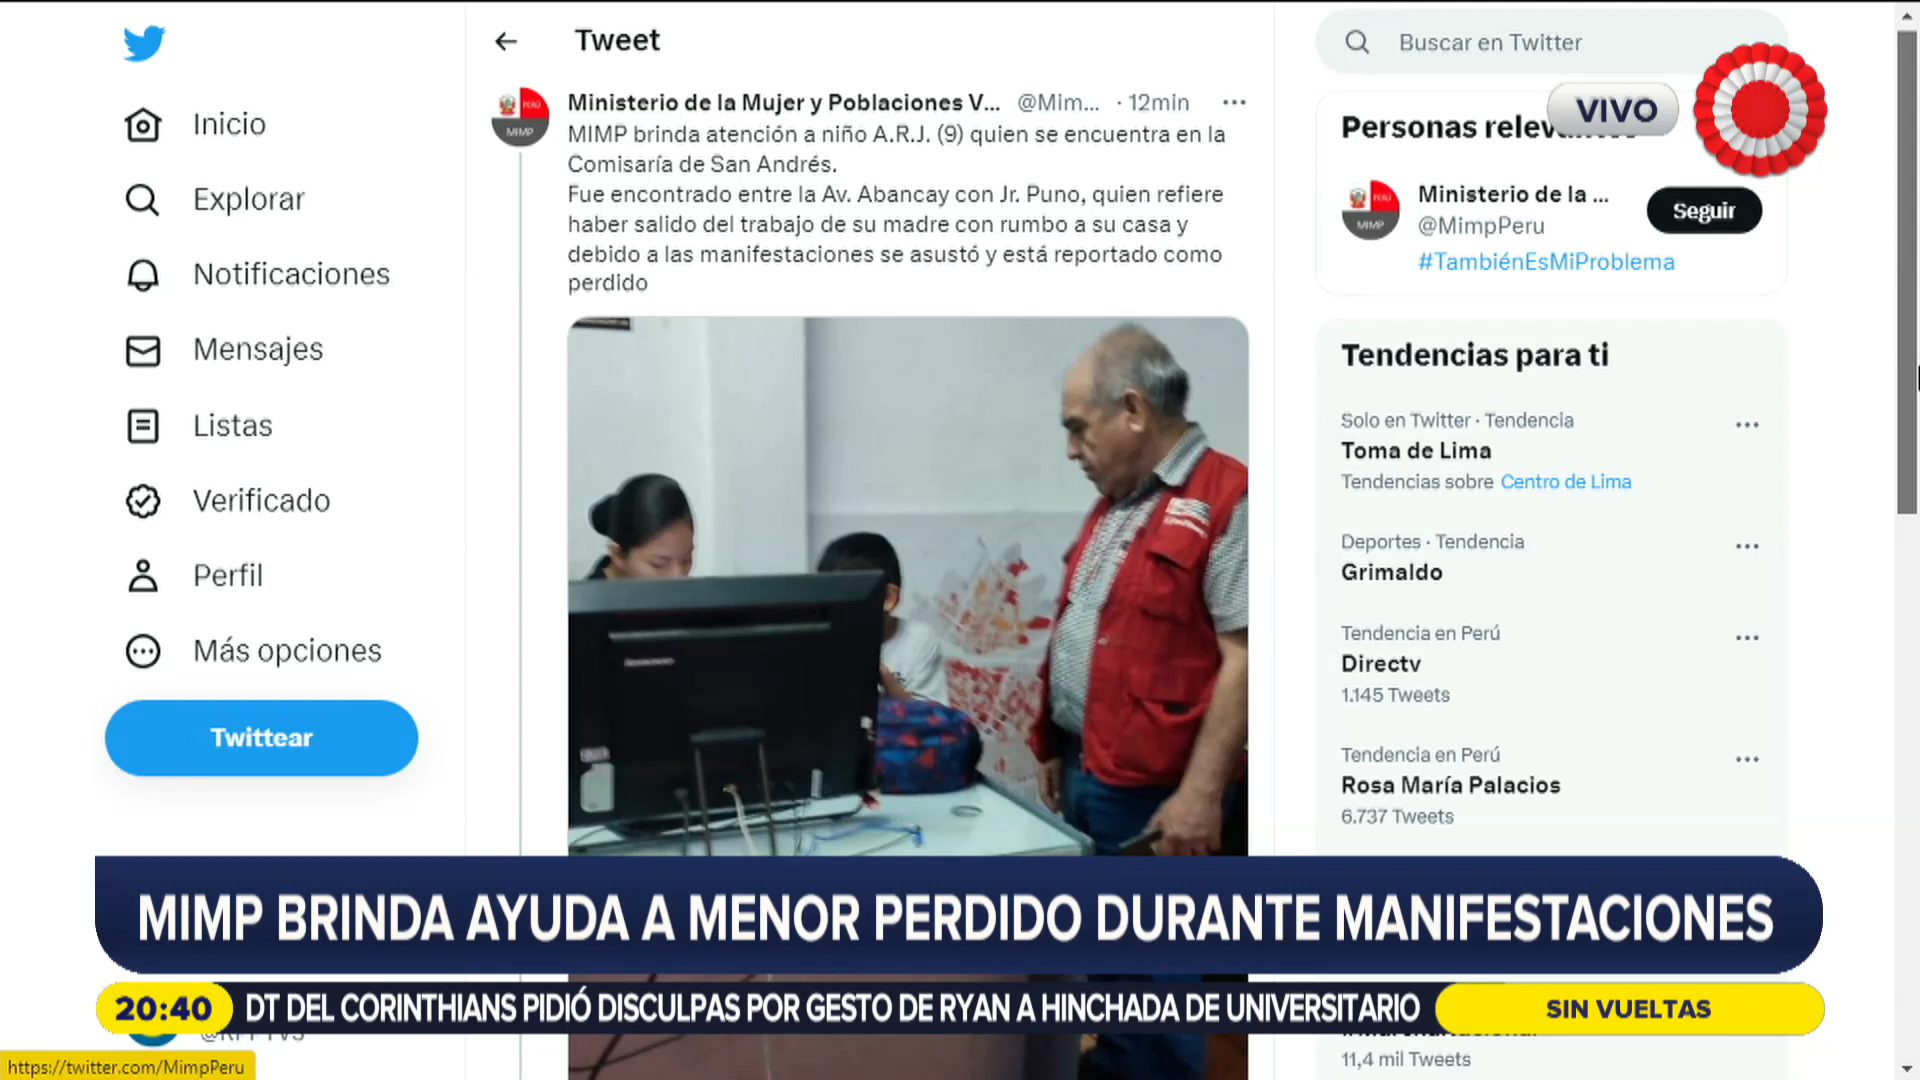 Inicio
Explorar
Notificaciones
Mensajes
Listas
Verificado
Perfil
Más opciones
Twittear
Tweet
Ministerio de la Mujer y Poblaciones V... @Mim... · 12min
MIMP brinda atención a niño A.R.J. (9) quien se encuentra en la
Comisaría de San Andrés.
Fue encontrado entre la Av. Abancay con Jr. Puno, quien refiere
haber salido del trabajo de su madre con rumbo a su casa y
debido a las manifestaciones se asustó y está reportado como
perdido
PERÚ
MIMP
Buscar en Twitter
VIVO
Personas relevantes
PERÚ
MIMP
Ministerio de la ...
@MimpPeru
#TambiénEsMiProblema
Seguir
Tendencias para ti
Solo en Twitter · Tendencia
Toma de Lima
Tendencias sobre Centro de Lima
Deportes · Tendencia
Grimaldo
Tendencia en Perú
Directv
1.145 Tweets
Tendencia en Perú
Rosa María Palacios
6.737 Tweets
MIMP BRINDA AYUDA A MENOR PERDIDO DURANTE MANIFESTACIONES
20:40 DT DEL CORINTHIANS PIDIÓ DISCULPAS POR GESTO DE RYAN A HINCHADA DE UNIVERSITARIO
SIN VUELTAS
11,4 mil Tweets
https://twitter.com/MimpPeru